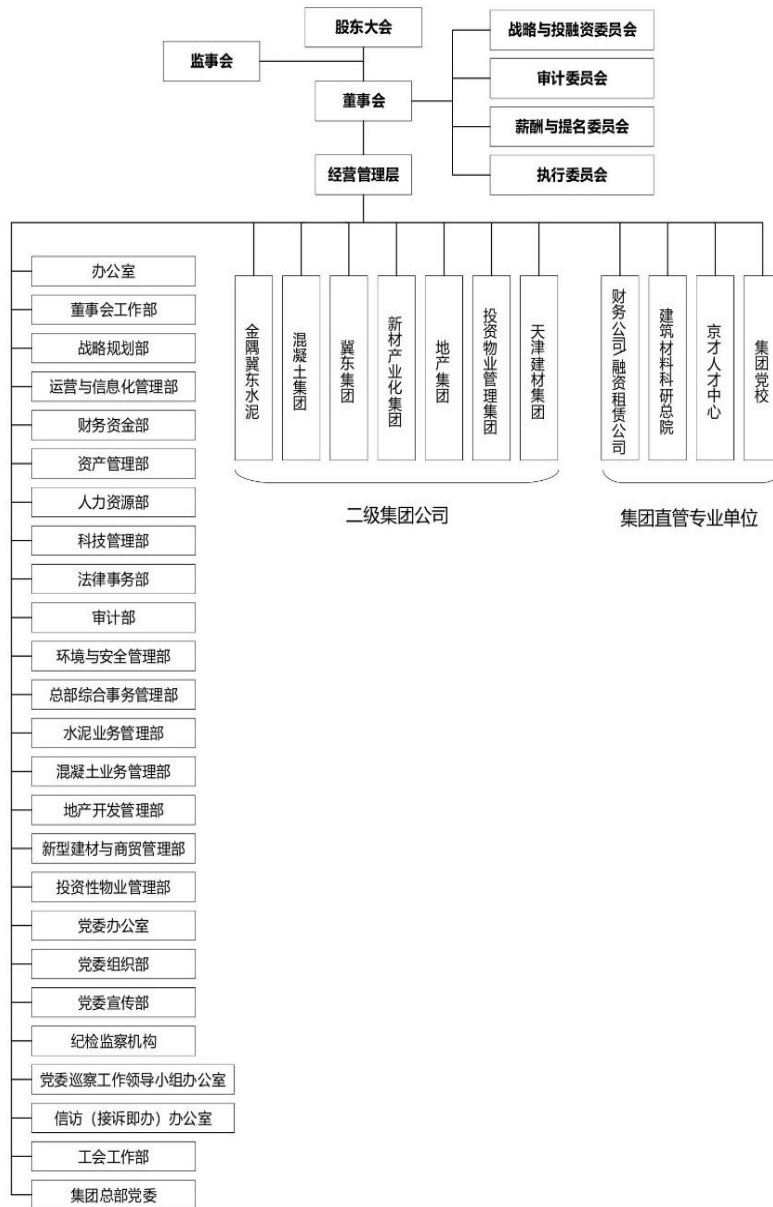 股东大会
监事会
董事会
战略与投融资委员会
审计委员会
薪酬与提名委员会
执行委员会
经营管理层
办公室
董事会工作部
战略规划部
运营与信息化管理部
财务资金部
资产管理部
人力资源部
科技管理部
法律事务部
审计部
环境与安全管理部
总部综合事务管理部
水泥业务管理部
混凝土业务管理部
地产开发管理部
新型建材与商贸管理部
投资性物业管理部
党委办公室
党委组织部
党委宣传部
纪检监察机构
党委巡察工作领导小组办公室
信访（接诉即办）办公室
工会工作部
集团总部党委
金隅冀东水泥
混凝土集团
冀东集团
新材产业化集团
地产集团
投资物业管理集团
天津建材集团
二级集团公司
财务公司/融资租赁公司
建筑材料科研总院
京才人才中心
集团党校
集团直管专业单位